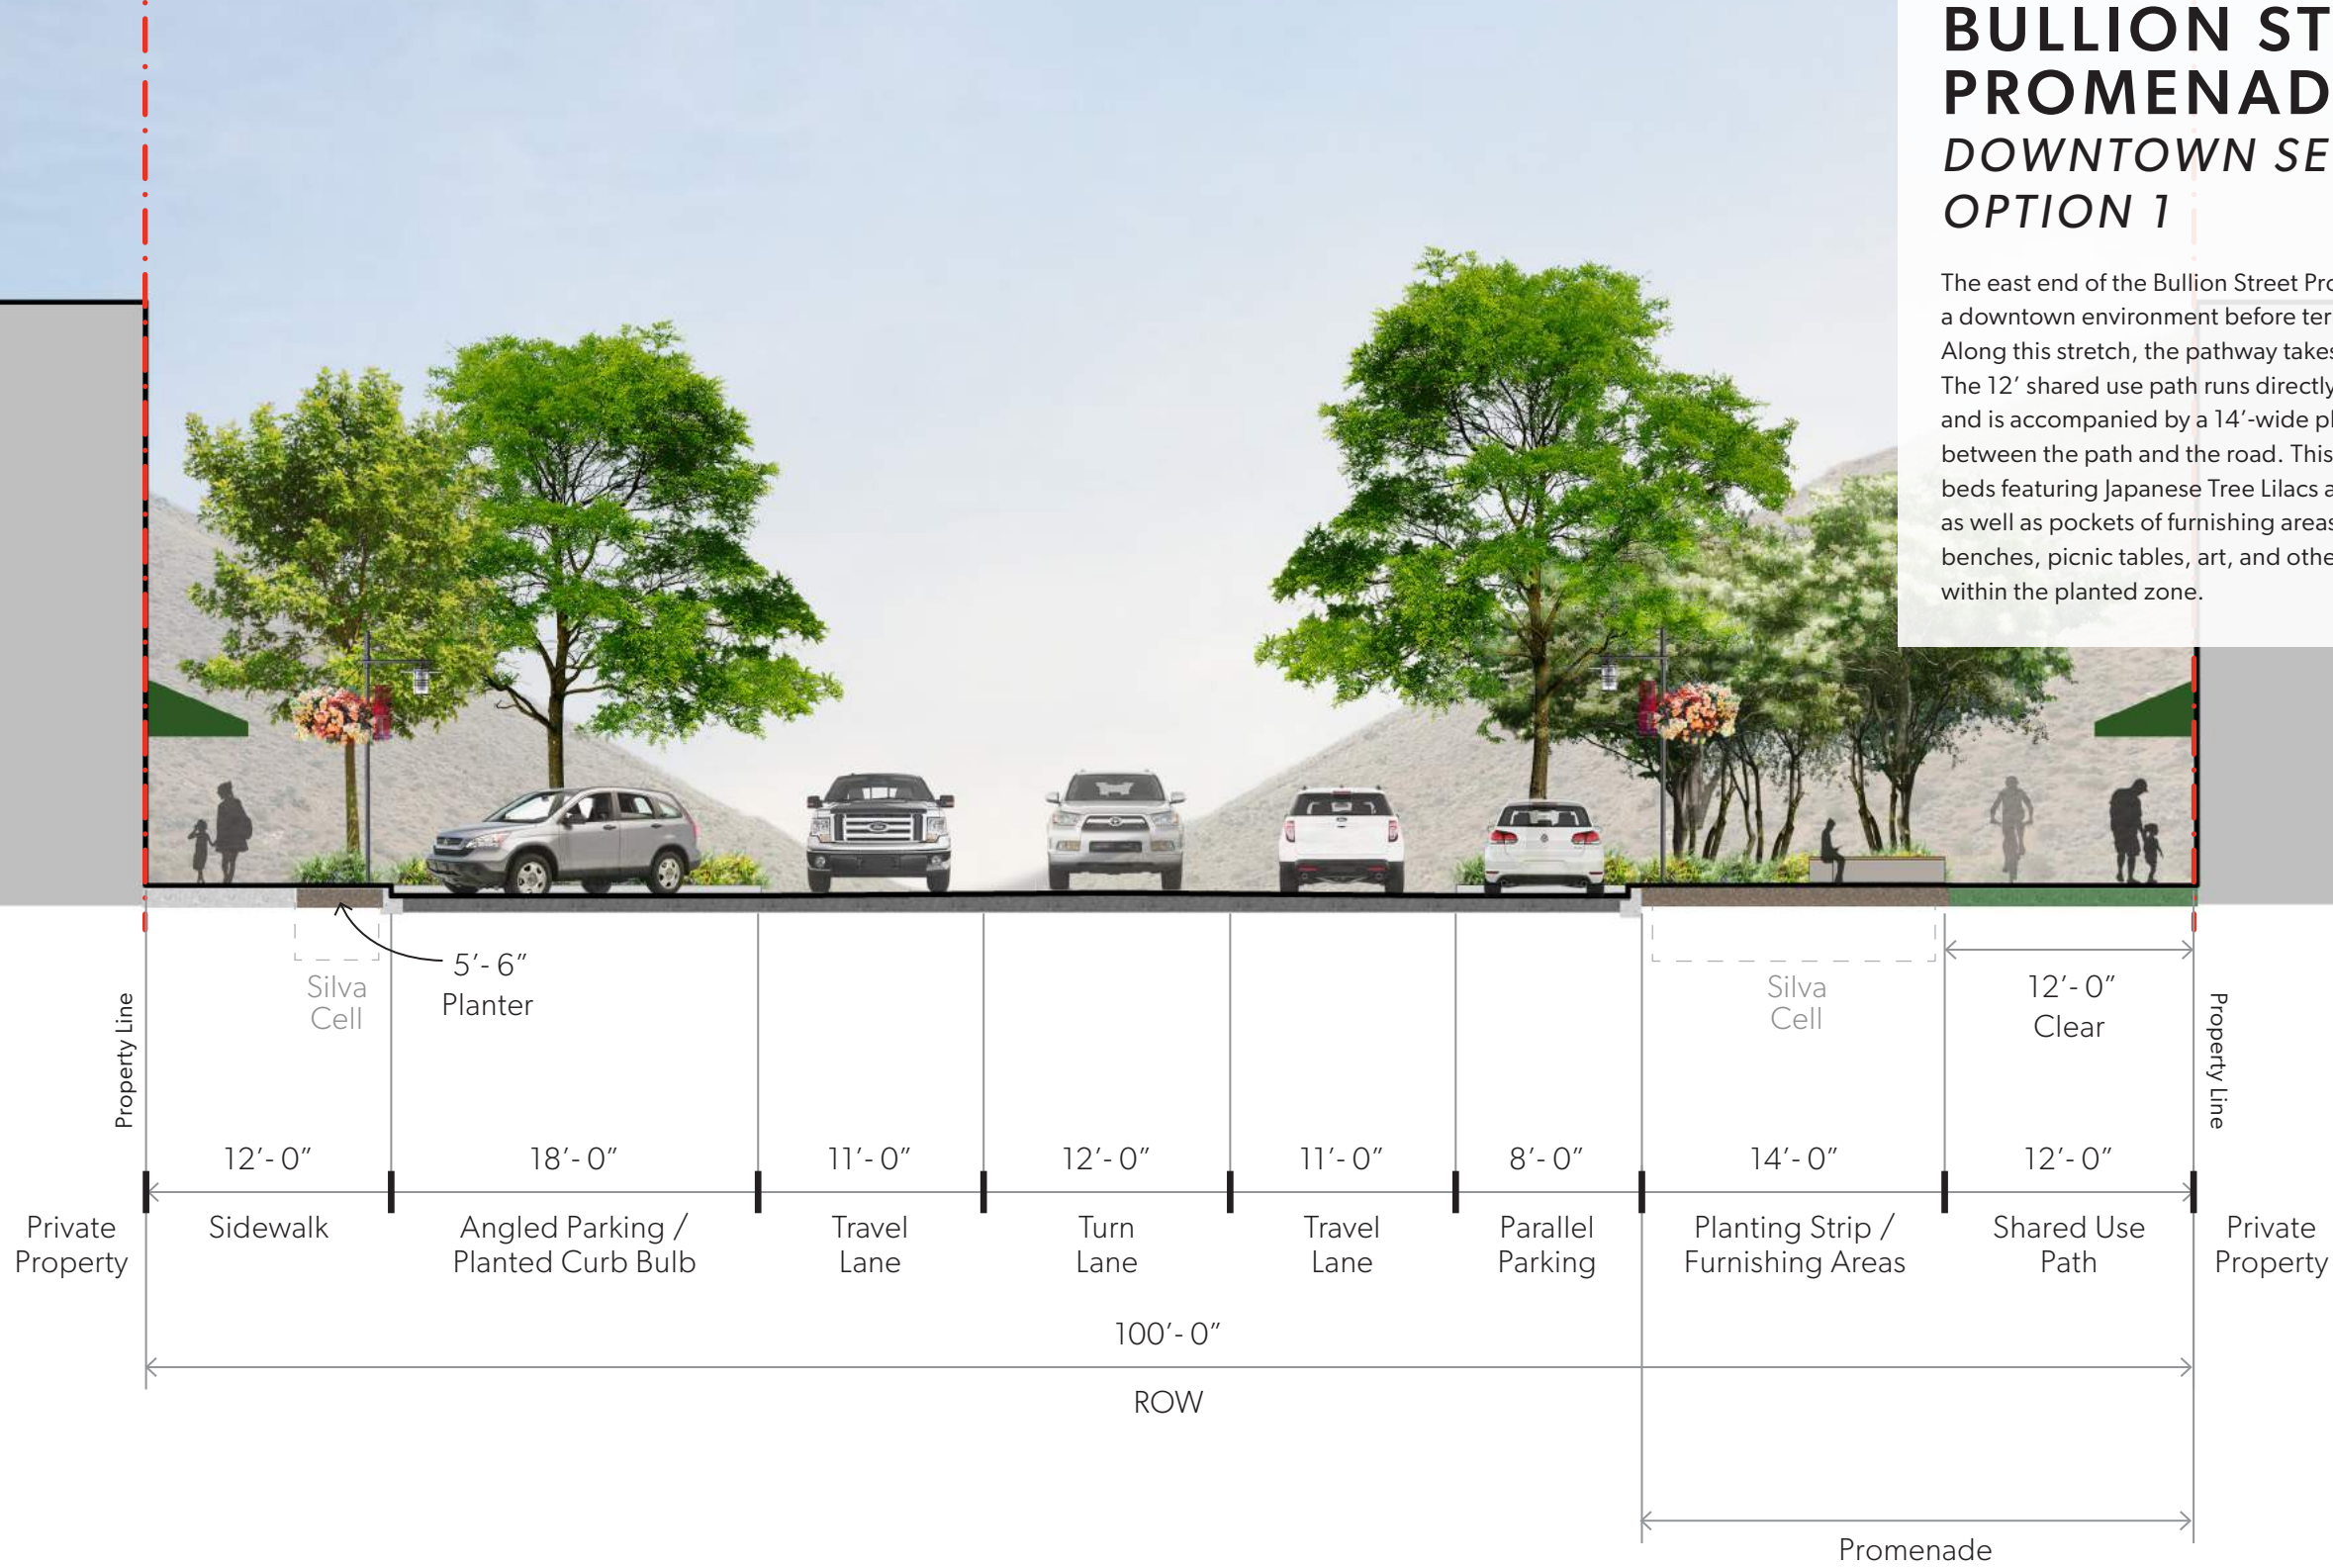 BULLION ST
PROMENAD
DOWNTOWN SE
OPTION 1
The east end of the Bullion Street Pro
a downtown environment before ter
Along this stretch, the pathway takes
The 12’ shared use path runs directly
and is accompanied by a 14’-wide pl
between the path and the road. This
beds featuring Japanese Tree Lilacs a
as well as pockets of furnishing areas
benches, picnic tables, art, and othe
within the planted zone.
5’- 6”
Planter
Silva
Cell
Silva
Cell
12’- 0”
Clear
Property Line
Property Line
12’- 0”
18’- 0”
11’- 0”
12’- 0”
11’- 0”
8’- 0”
14’- 0”
12’- 0”
Private
Property
Sidewalk
Angled Parking /
Planted Curb Bulb
Travel
Lane
Turn
Lane
Travel
Lane
Parallel
Parking
Planting Strip /
Furnishing Areas
Shared Use
Path
Private
Property
100’- 0”
ROW
Promenade